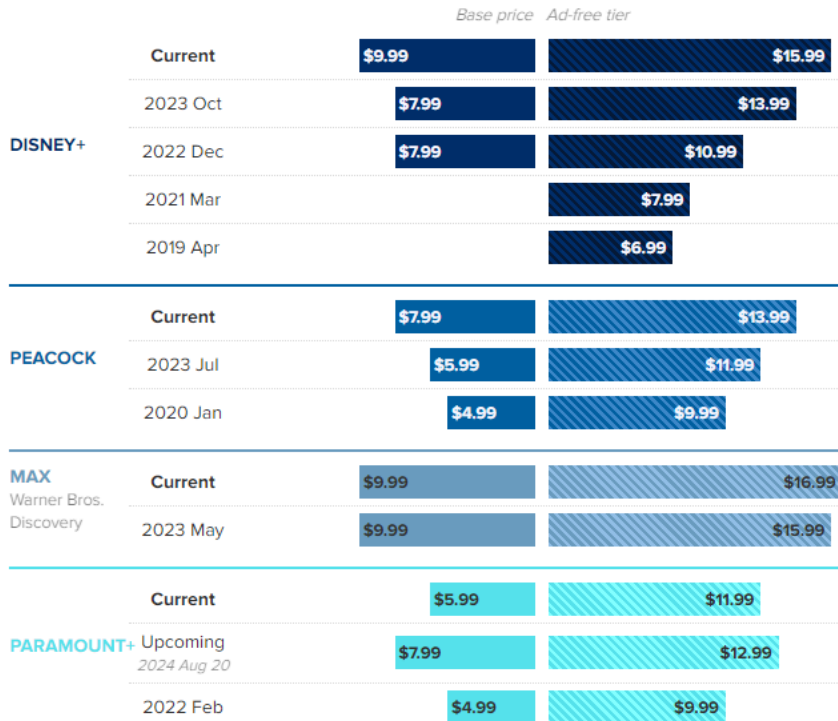 Base price Ad-free tier
DISNEY+
Current $9.99 $15.99
2023 Oct $7.99 $13.99
2022 Dec $7.99 $10.99
2021 Mar $7.99
2019 Apr $6.99
PEACOCK
Current $7.99 $13.99
2023 Jul $5.99 $11.99
2020 Jan $4.99 $9.99
MAX
Warner Bros.
Discovery
Current $9.99 $16.99
2023 May $9.99 $15.99
PARAMOUNT+
Current $5.99 $11.99
Upcoming
2024 Aug 20
$7.99 $12.99
2022 Feb $4.99 $9.99